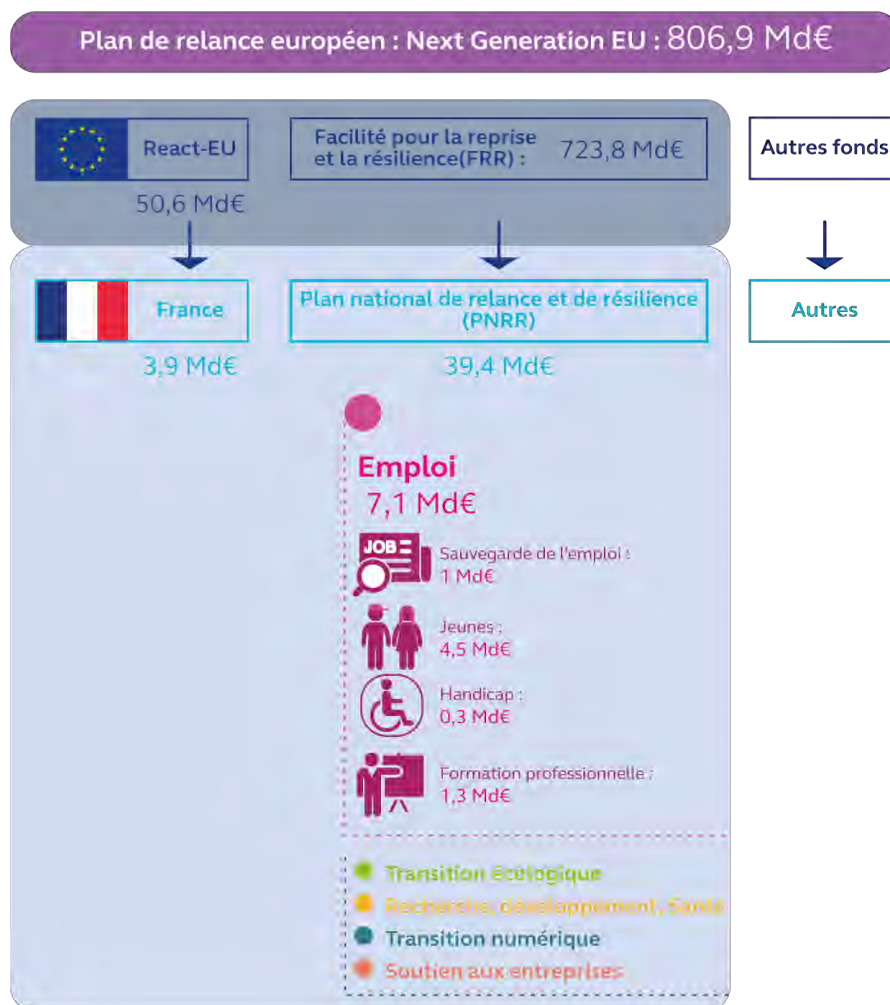 Plan de relance européen : Next Generation EU : 806,9 Md€
React-EU
50,6 Md€
Facilité pour la reprise
et la résilience(FRR) : 723,8 Md€
Autres fonds
France
3,9 Md€
Plan national de relance et de résilience
(PNRR)
39,4 Md€
Autres
Emploi
7,1 Md€
JOB
Sauvegarde de l'emploi :
1 Md€
Jeunes :
4,5 Md€
Handicap :
0,3 Md€
Formation professionnelle :
1,3 Md€
Transition écologique
Recherche, développement, Santé
Transition numérique
Soutien aux entreprises